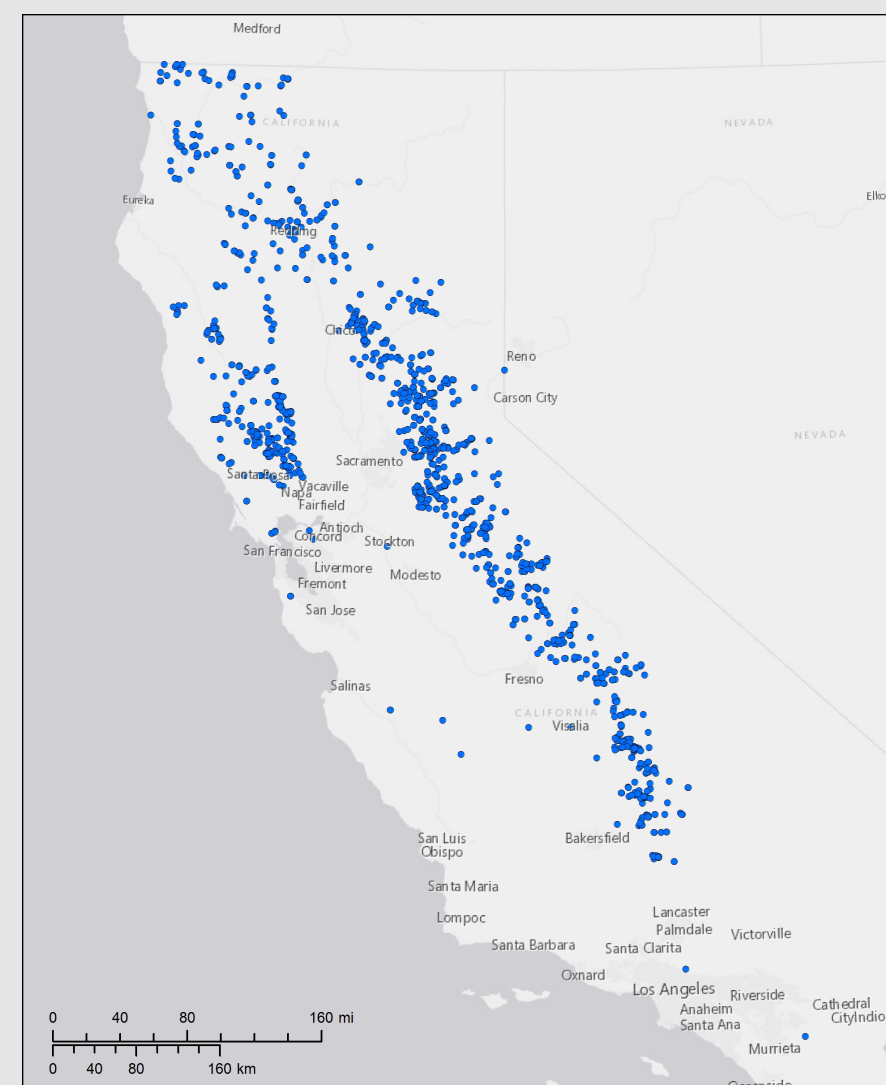 Medford
CALIFORNIA
NEVADA
Eureka
Elko
Redding
Chico
Reno
Carson City
NEVADA
Sacramento
Santa Rosa
Vacaville
Napa
Fairfield
Antioch
Concord
Stockton
San Francisco
Livermore
Modesto
Fremont
San Jose
Fresno
Salinas
CALIFORNIA
Visalia
San Luis
Obispo
Bakersfield
Santa Maria
Lancaster
Lompoc
Palmdale
Victorville
Santa Barbara
Santa Clarita
Oxnard
Los Angeles
Riverside
Cathedral
City
Indio
Anaheim
Santa Ana
Murrieta
Oceanside
0 40 80 160 mi
0 40 80 160 km